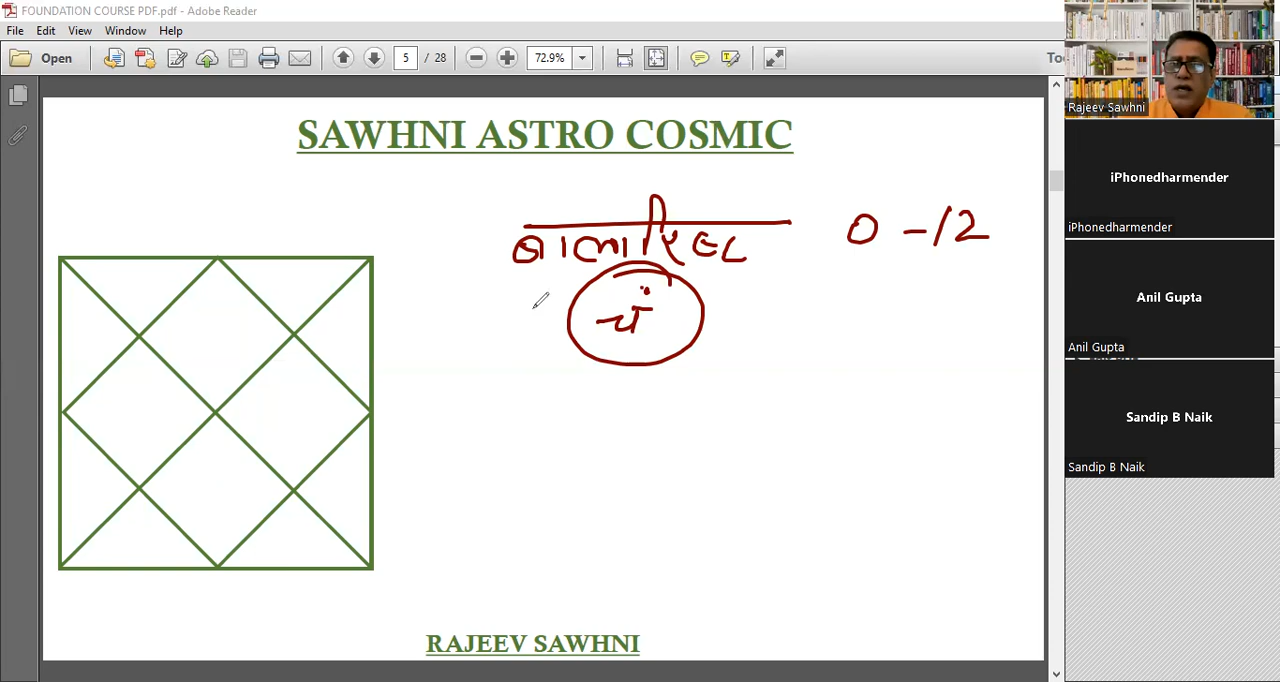 FOUNDATION COURSE PDF.pdf - Adobe Reader
File Edit View Window Help
Open 5 / 28 72.9% To
SAWHNI ASTRO COSMIC
0 - 12
चं
RAJEEV SAWHNI
Rajeev Sawhni
iPhonedharmender
iPhonedharmender
Anil Gupta
Anil Gupta
Sandip B Naik
Sandip B Naik